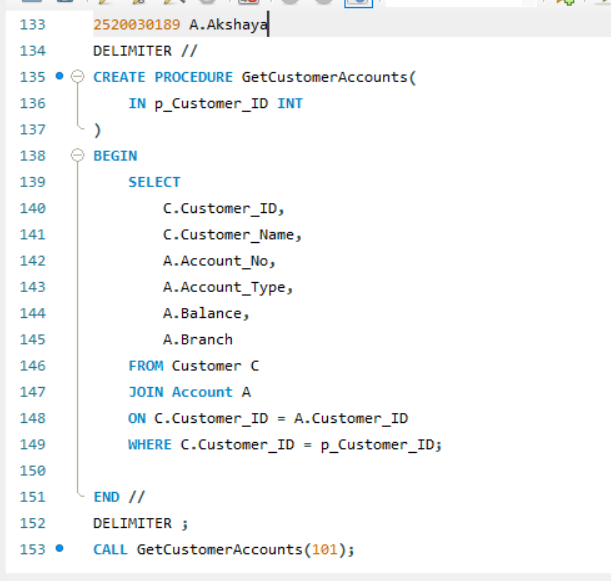 133 2520030189 A.Akshaya
134 DELIMITER //
135 CREATE PROCEDURE GetCustomerAccounts(
136 IN p_Customer_ID INT
137 )
138 BEGIN
139 SELECT
140 C.Customer_ID,
141 C.Customer_Name,
142 A.Account_No,
143 A.Account_Type,
144 A.Balance,
145 A.Branch
146 FROM Customer C
147 JOIN Account A
148 ON C.Customer_ID = A.Customer_ID
149 WHERE C.Customer_ID = p_Customer_ID;
150
151 END //
152 DELIMITER ;
153 CALL GetCustomerAccounts(101);